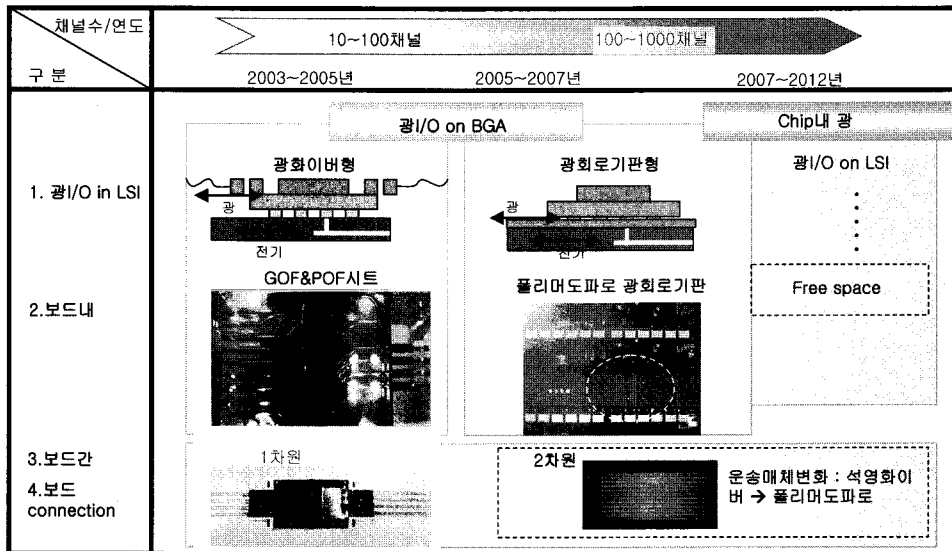 채널수/연도
구 분
10~100채널
100~1000채널
2003~2005년
2005~2007년
2007~2012년
광I/O on BGA
Chip내 광
1. 광I/O in LSI
광화이버형
광
전기
광회로기판형
광
광I/O on LSI
2.보드내
GOF&POF시트
폴리머도파로 광회로기판
Free space
3.보드간
4.보드
connection
1차원
2차원
운송매체변화 : 석영화이
버 → 폴리머도파로